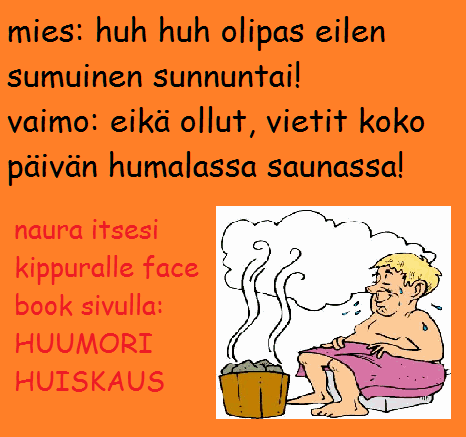 mies: huh huh olipas eilen
sumuinen sunnuntai!
vaimo: eikä ollut, vietit koko
päivän humalassa saunassa!
naura itsesi
kippuralle face
book sivulla:
HUUMORI
HUISKAUS